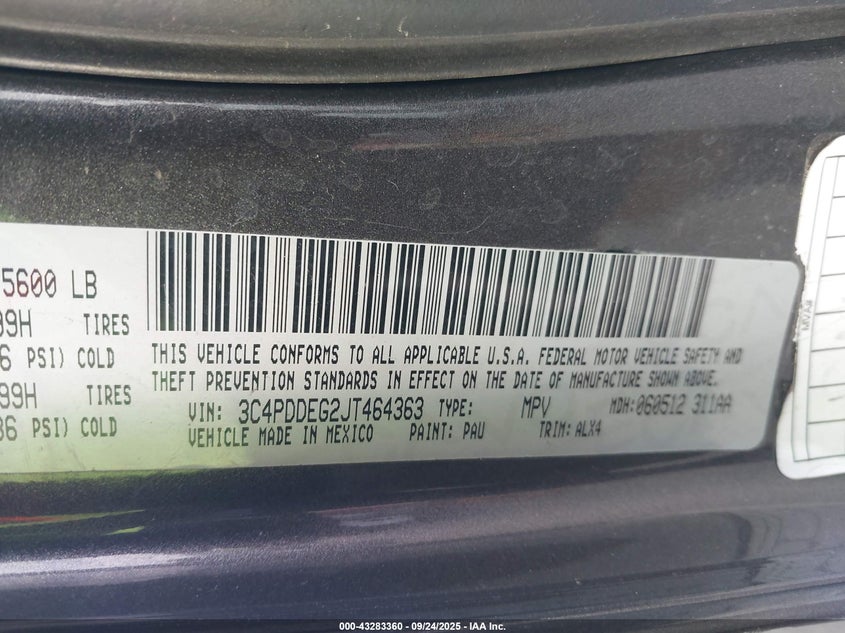 5600 LB
99H TIRES
6 PSI) COLD
99H TIRES
36 PSI) COLD
THIS VEHICLE CONFORMS TO ALL APPLICABLE U.S.A. FEDERAL MOTOR VEHICLE SAFETY AND
THEFT PREVENTION STANDARDS IN EFFECT ON THE DATE OF MANUFACTURE SHOWN ABOVE.
VIN: 3C4PDDEG2JT464363 TYPE: MPV MDH:060512 311AA
VEHICLE MADE IN MEXICO PAINT: PAU TRIM: ALX4
000-43283360 - 09/24/2025 - IAA Inc.